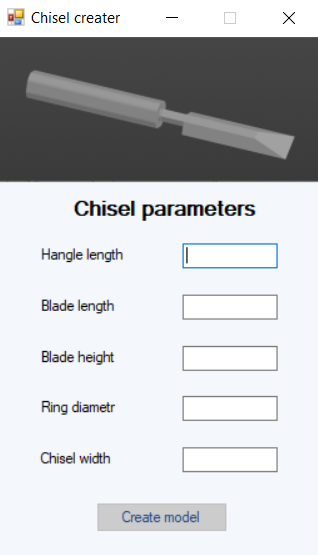 Chisel creater
Chisel parameters
Hangle length
Blade length
Blade height
Ring diametr
Chisel width
Create model